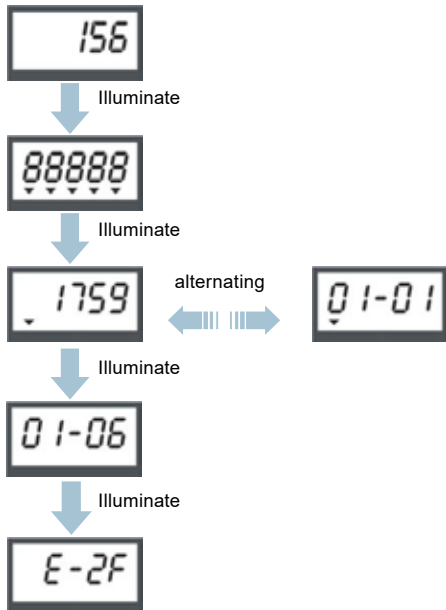 156
Illuminate
88888
Illuminate
1759
alternating
01-01
Illuminate
01-06
Illuminate
E-2F